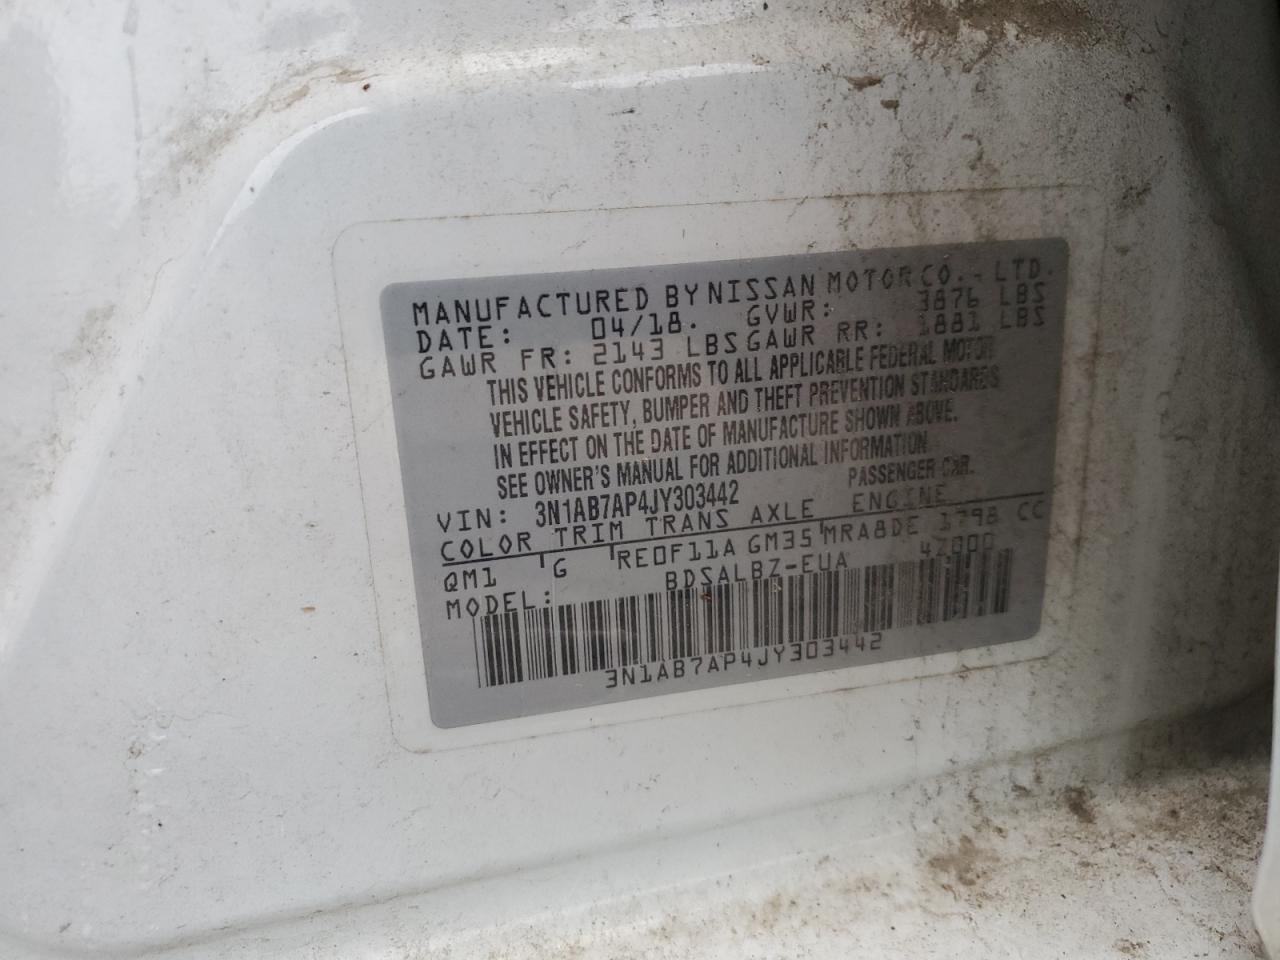 MANUFACTURED BY NISSAN MOTOR CO., LTD.
DATE: 04/18. GVWR: 3876 LBS
GAWR FR: 2143 LBS GAWR RR: 1881 LBS
THIS VEHICLE CONFORMS TO ALL APPLICABLE FEDERAL MOTOR
VEHICLE SAFETY, BUMPER AND THEFT PREVENTION STANDARDS
IN EFFECT ON THE DATE OF MANUFACTURE SHOWN ABOVE.
SEE OWNER'S MANUAL FOR ADDITIONAL INFORMATION.
VIN: 3N1AB7AP4JY303442 PASSENGER CAR.
COLOR TRIM TRANS AXLE ENGINE
QM1 G RE0F11A GM35 MRA8DE 1798 CC
MODEL: BDSALBZ-EUA 4Z000
3N1AB7AP4JY303442